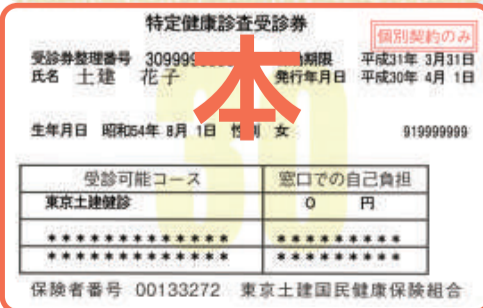 特定健康診査受診券
個別契約のみ
受診券整理番号 309999 期限 平成31年 3月31日
氏名 土建 花子 発行年月日 平成30年 4月 1日
本
生年月日 昭和54年 8月 1日 性別 女 919999999
30
受診可能コース 窓口での自己負担
東京土建健診 0 円
************* *********
************* *********
保険者番号 00133272 東京土建国民健康保険組合